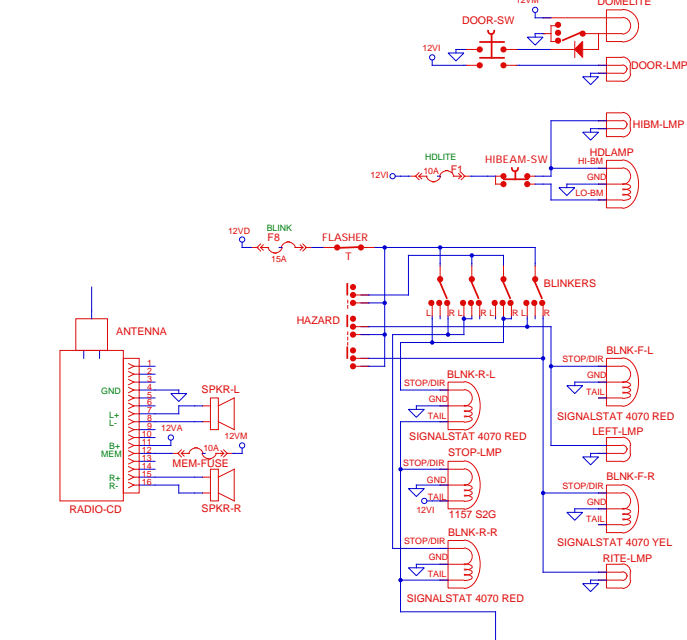 12VM
DOMELITE
DOOR-SW
12VI
DOOR-LMP
HIBM-LMP
HDLITE
HIBEAM-SW
HDLAMP
12VI
10A
F1
HI-BM
GND
LO-BM
12VD
BLINK
F8
15A
FLASHER
T
BLINKERS
HAZARD
L
R
L
R
L
R
L
R
ANTENNA
1
2
3
GND
4
5
6
L+
7
L-
8
9
10
B+
11
MEM
12
13
14
R+
15
R-
16
RADIO-CD
SPKR-L
12VA
12VM
10A
MEM-FUSE
SPKR-R
BLNK-R-L
STOP/DIR
GND
TAIL
SIGNALSTAT 4070 RED
STOP-LMP
STOP/DIR
GND
TAIL
12VI
1157 S2G
BLNK-R-R
STOP/DIR
GND
TAIL
SIGNALSTAT 4070 RED
BLNK-F-L
STOP/DIR
GND
TAIL
SIGNALSTAT 4070 RED
LEFT-LMP
BLNK-F-R
STOP/DIR
GND
TAIL
SIGNALSTAT 4070 YEL
RITE-LMP